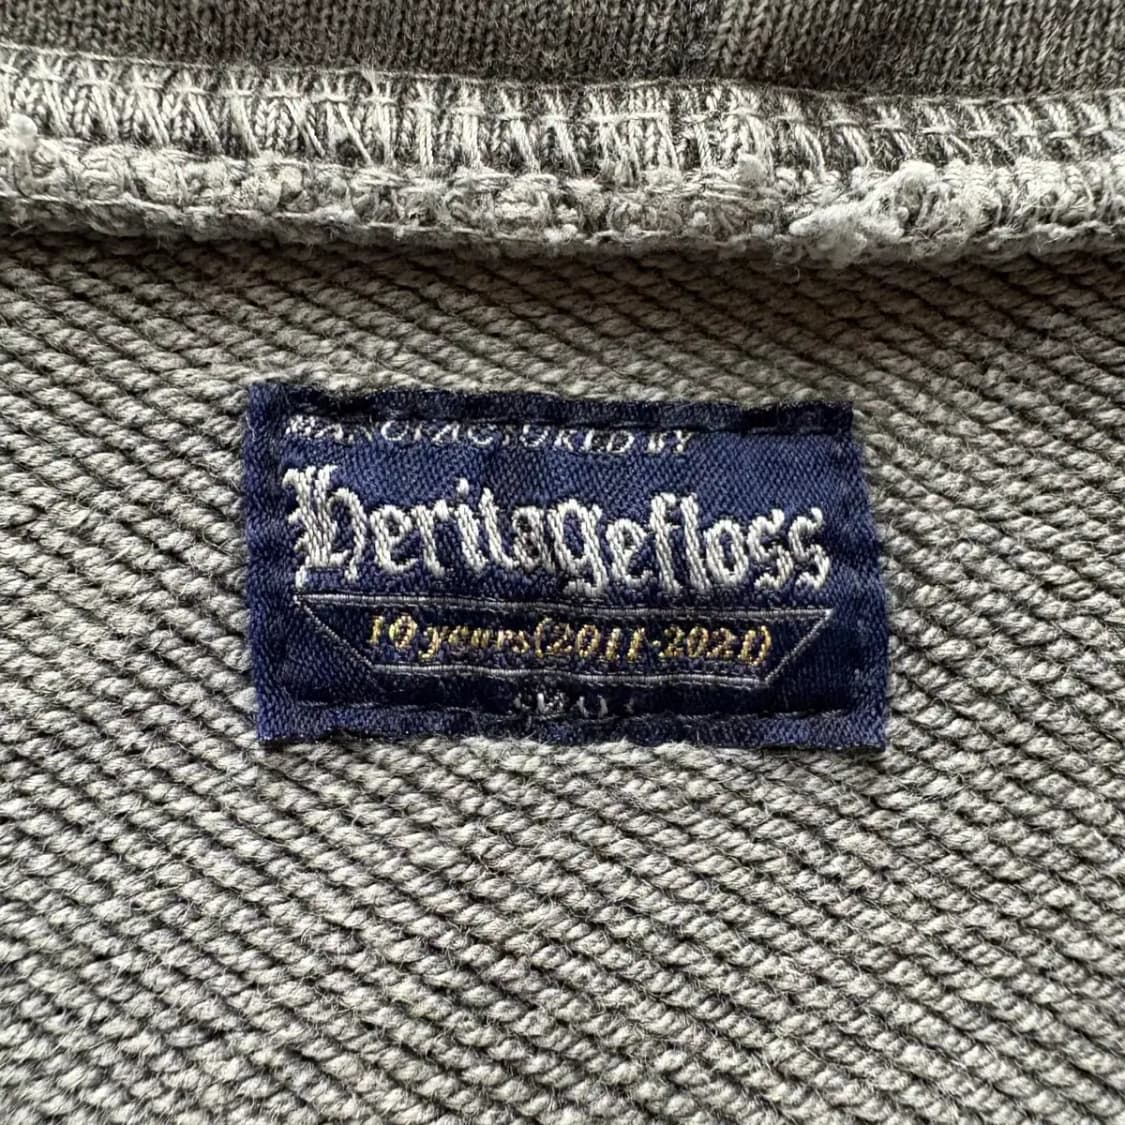 MANUFACTURED BY
Heritagefloss
10 years(2011-2021)